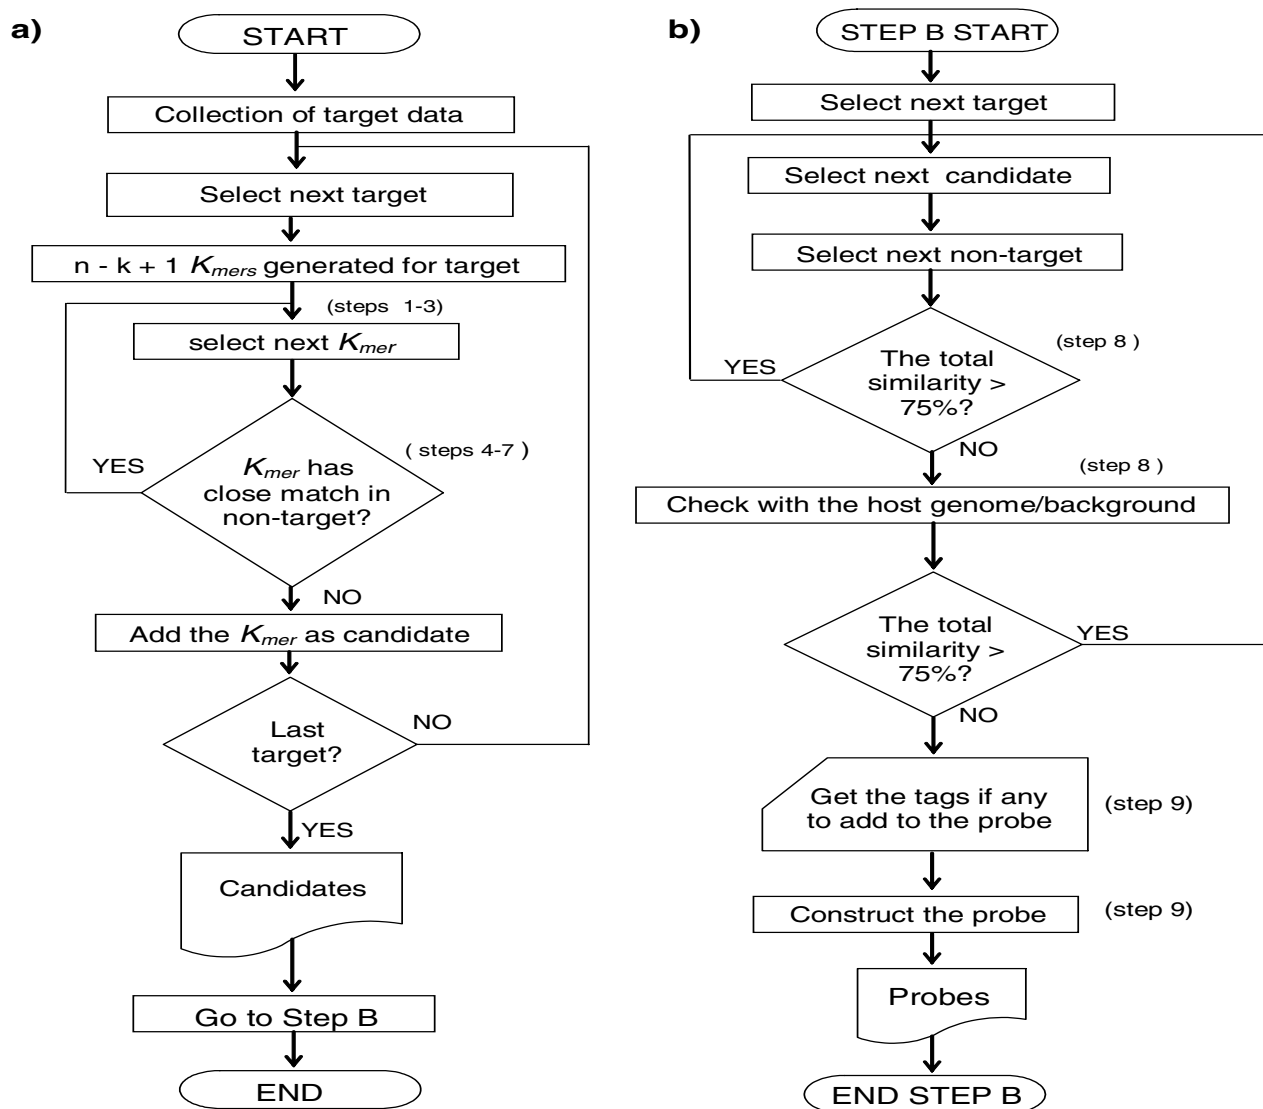 a)
START
Collection of target data
Select next target
n - k + 1 Kmers generated for target
(steps 1-3)
select next Kmer
( steps 4-7 )
YES
Kmer has
close match in
non-target?
NO
Add the Kmer as candidate
Last
target?
NO
YES
Candidates
Go to Step B
END
b)
STEP B START
Select next target
Select next candidate
Select next non-target
(step 8 )
YES
The total
similarity >
75%?
NO
(step 8 )
Check with the host genome/background
The total
similarity >
75%?
YES
NO
Get the tags if any
to add to the probe
(step 9)
Construct the probe
(step 9)
Probes
END STEP B